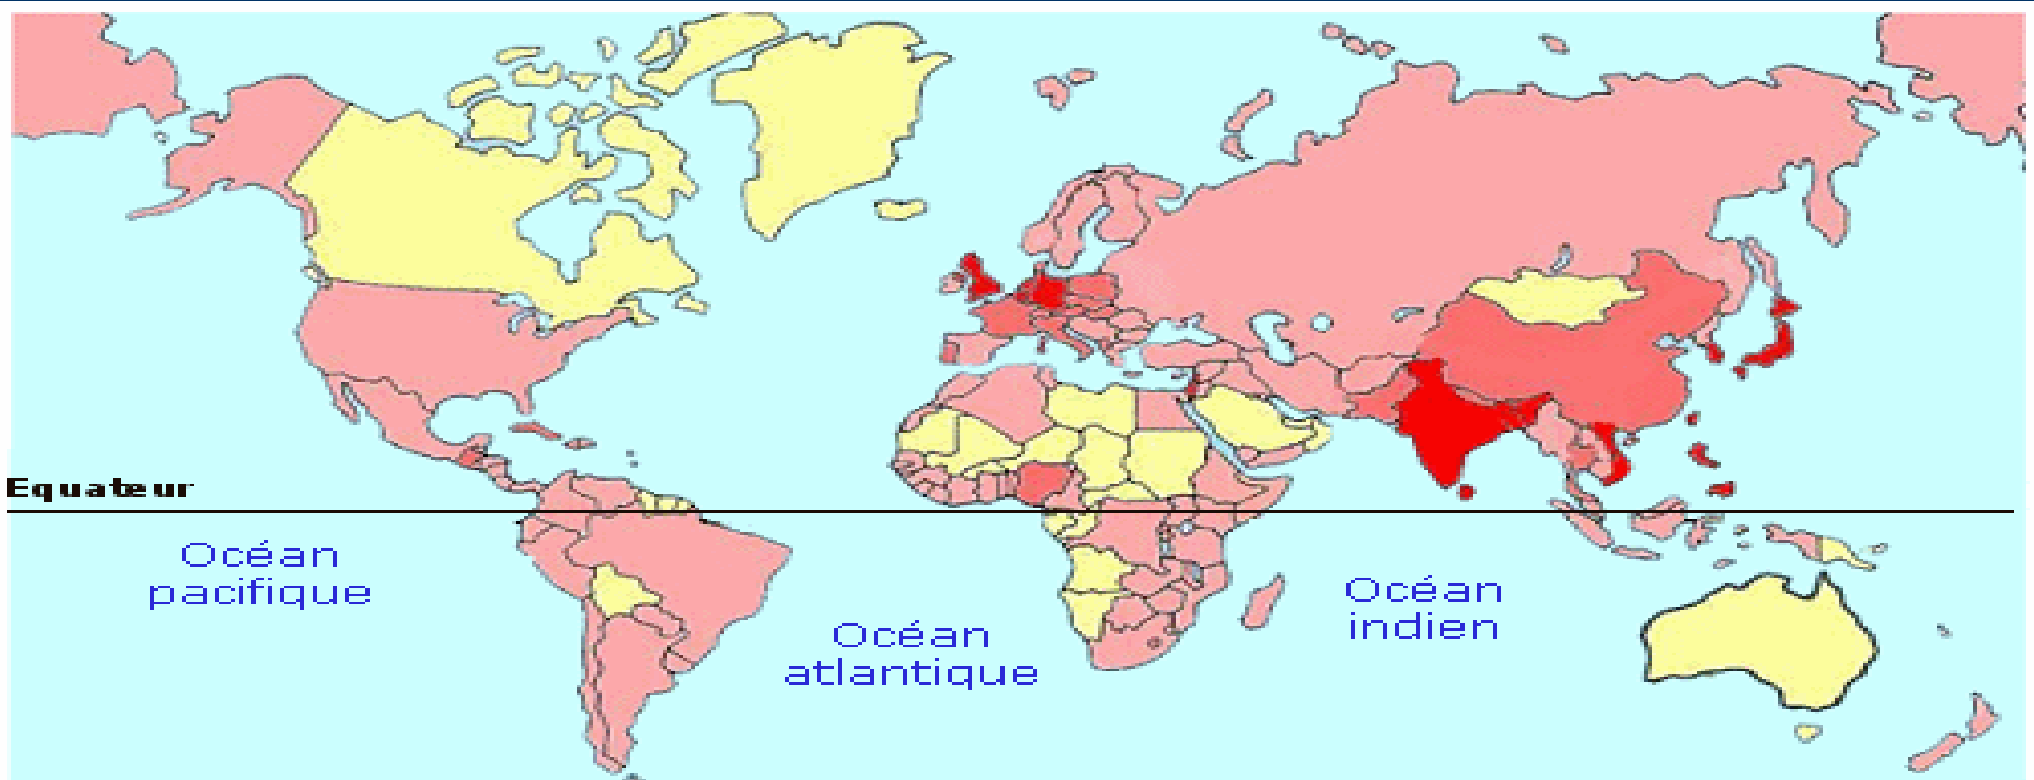 Equateur
Océan
pacifique
Océan
atlantique
Océan
indien